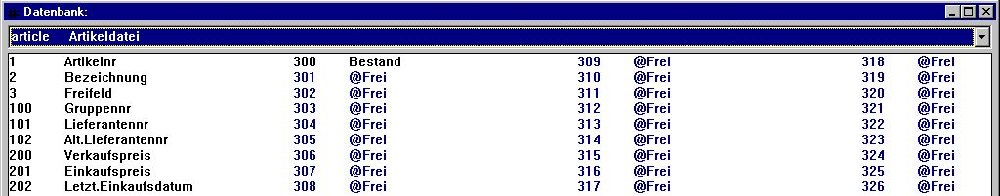 Datenbank:
article Artikeldatei
1 Artikelnr 300 Bestand 309 @Frei 318 @Frei
2 Bezeichnung 301 @Frei 310 @Frei 319 @Frei
3 Freifeld 302 @Frei 311 @Frei 320 @Frei
100 Gruppennr 303 @Frei 312 @Frei 321 @Frei
101 Lieferantennr 304 @Frei 313 @Frei 322 @Frei
102 Alt.Lieferantennr 305 @Frei 314 @Frei 323 @Frei
200 Verkaufspreis 306 @Frei 315 @Frei 324 @Frei
201 Einkaufspreis 307 @Frei 316 @Frei 325 @Frei
202 Letzt.Einkaufsdatum 308 @Frei 317 @Frei 326 @Frei